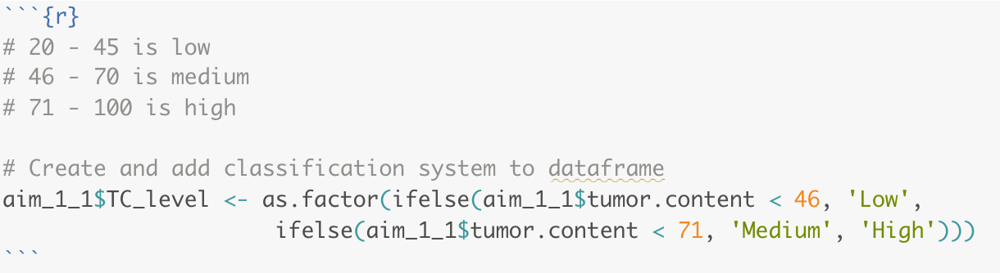 ```{r}
# 20 - 45 is low
# 46 - 70 is medium
# 71 - 100 is high
# Create and add classification system to dataframe
aim_1_1$TC_level <- as.factor(ifelse(aim_1_1$tumor.content < 46, 'Low',
ifelse(aim_1_1$tumor.content < 71, 'Medium', 'High')))
```